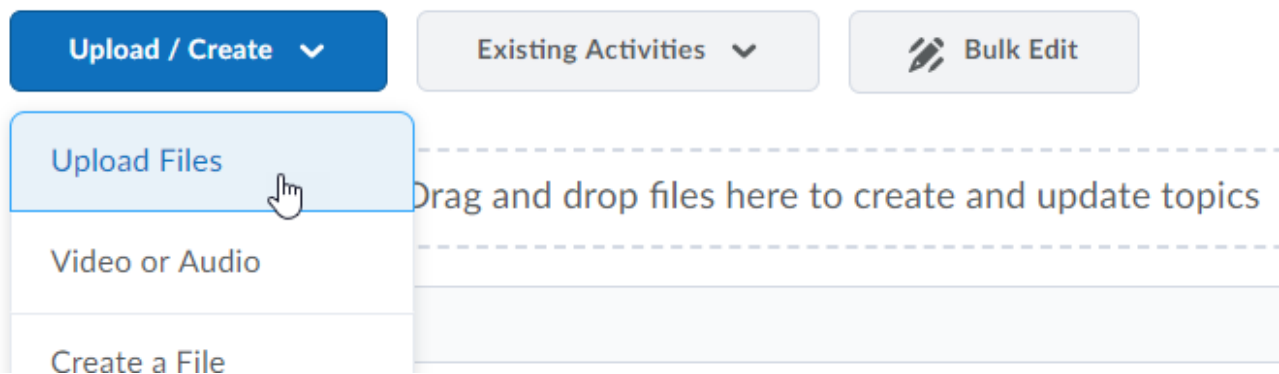 Upload / Create
Existing Activities
Bulk Edit
Upload Files
Drag and drop files here to create and update topics
Video or Audio
Create a File